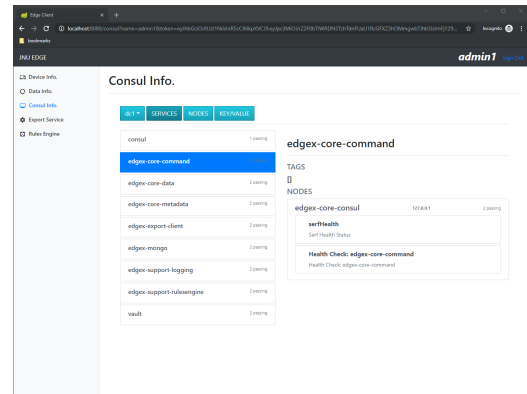 Edge Client
localhost:8080/
Incognito
bookmarks
JNU EDGE
admin1
Sign Out
Device Info.
Data Info.
Consul Info.
Export Service
Rules Engine
Consul Info.
dc1
SERVICES
NODES
KEY/VALUE
consul
1 passing
edgex-core-command
edgex-core-data
2 passing
edgex-core-metadata
2 passing
edgex-export-client
2 passing
edgex-mongo
2 passing
edgex-support-logging
2 passing
edgex-support-rulesengine
2 passing
vault
2 passing
edgex-core-command
TAGS
[]
NODES
edgex-core-consul
127.0.0.1
2 passing
serfHealth
Serf Health Status
Health Check: edgex-core-command
Health Check: edgex-core-command